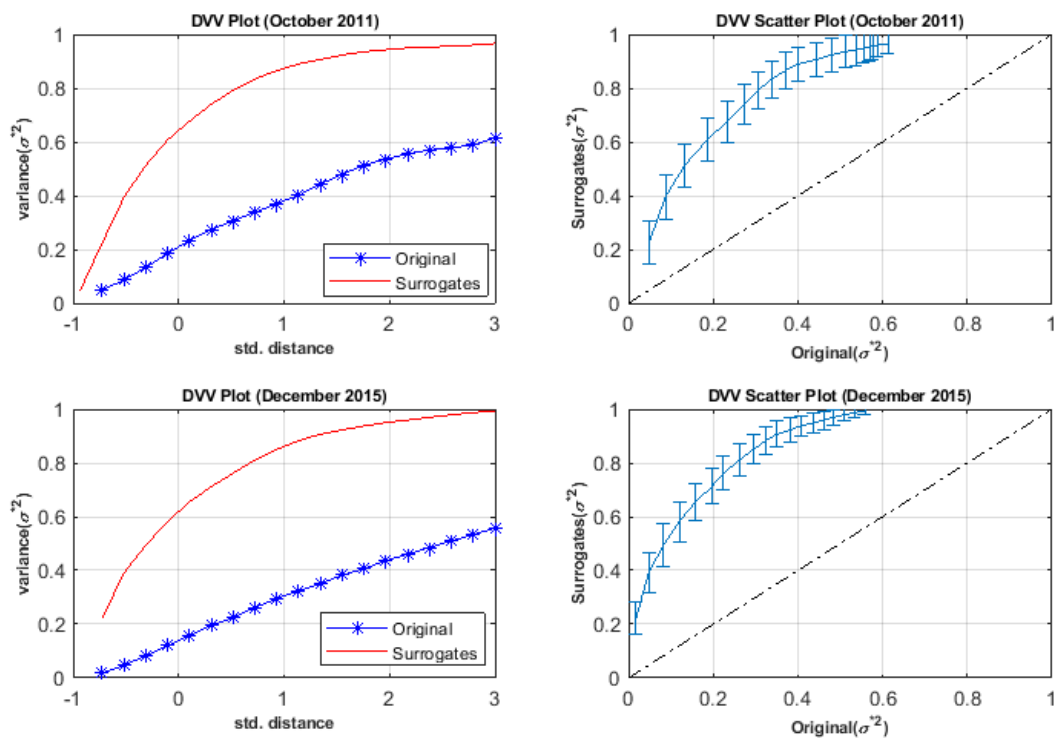 DVV Plot (October 2011)
1
0.8
0.6
0.4
0.2
0
variance(σ*2)
-1
0
1
2
3
std. distance
Original
Surrogates
DVV Scatter Plot (October 2011)
1
0.8
0.6
0.4
0.2
0
Surrogates(σ*2)
0
0.2
0.4
0.6
0.8
1
Original(σ*2)
DVV Plot (December 2015)
1
0.8
0.6
0.4
0.2
0
variance(σ*2)
-1
0
1
2
3
std. distance
Original
Surrogates
DVV Scatter Plot (December 2015)
1
0.8
0.6
0.4
0.2
0
Surrogates(σ*2)
0
0.2
0.4
0.6
0.8
1
Original(σ*2)